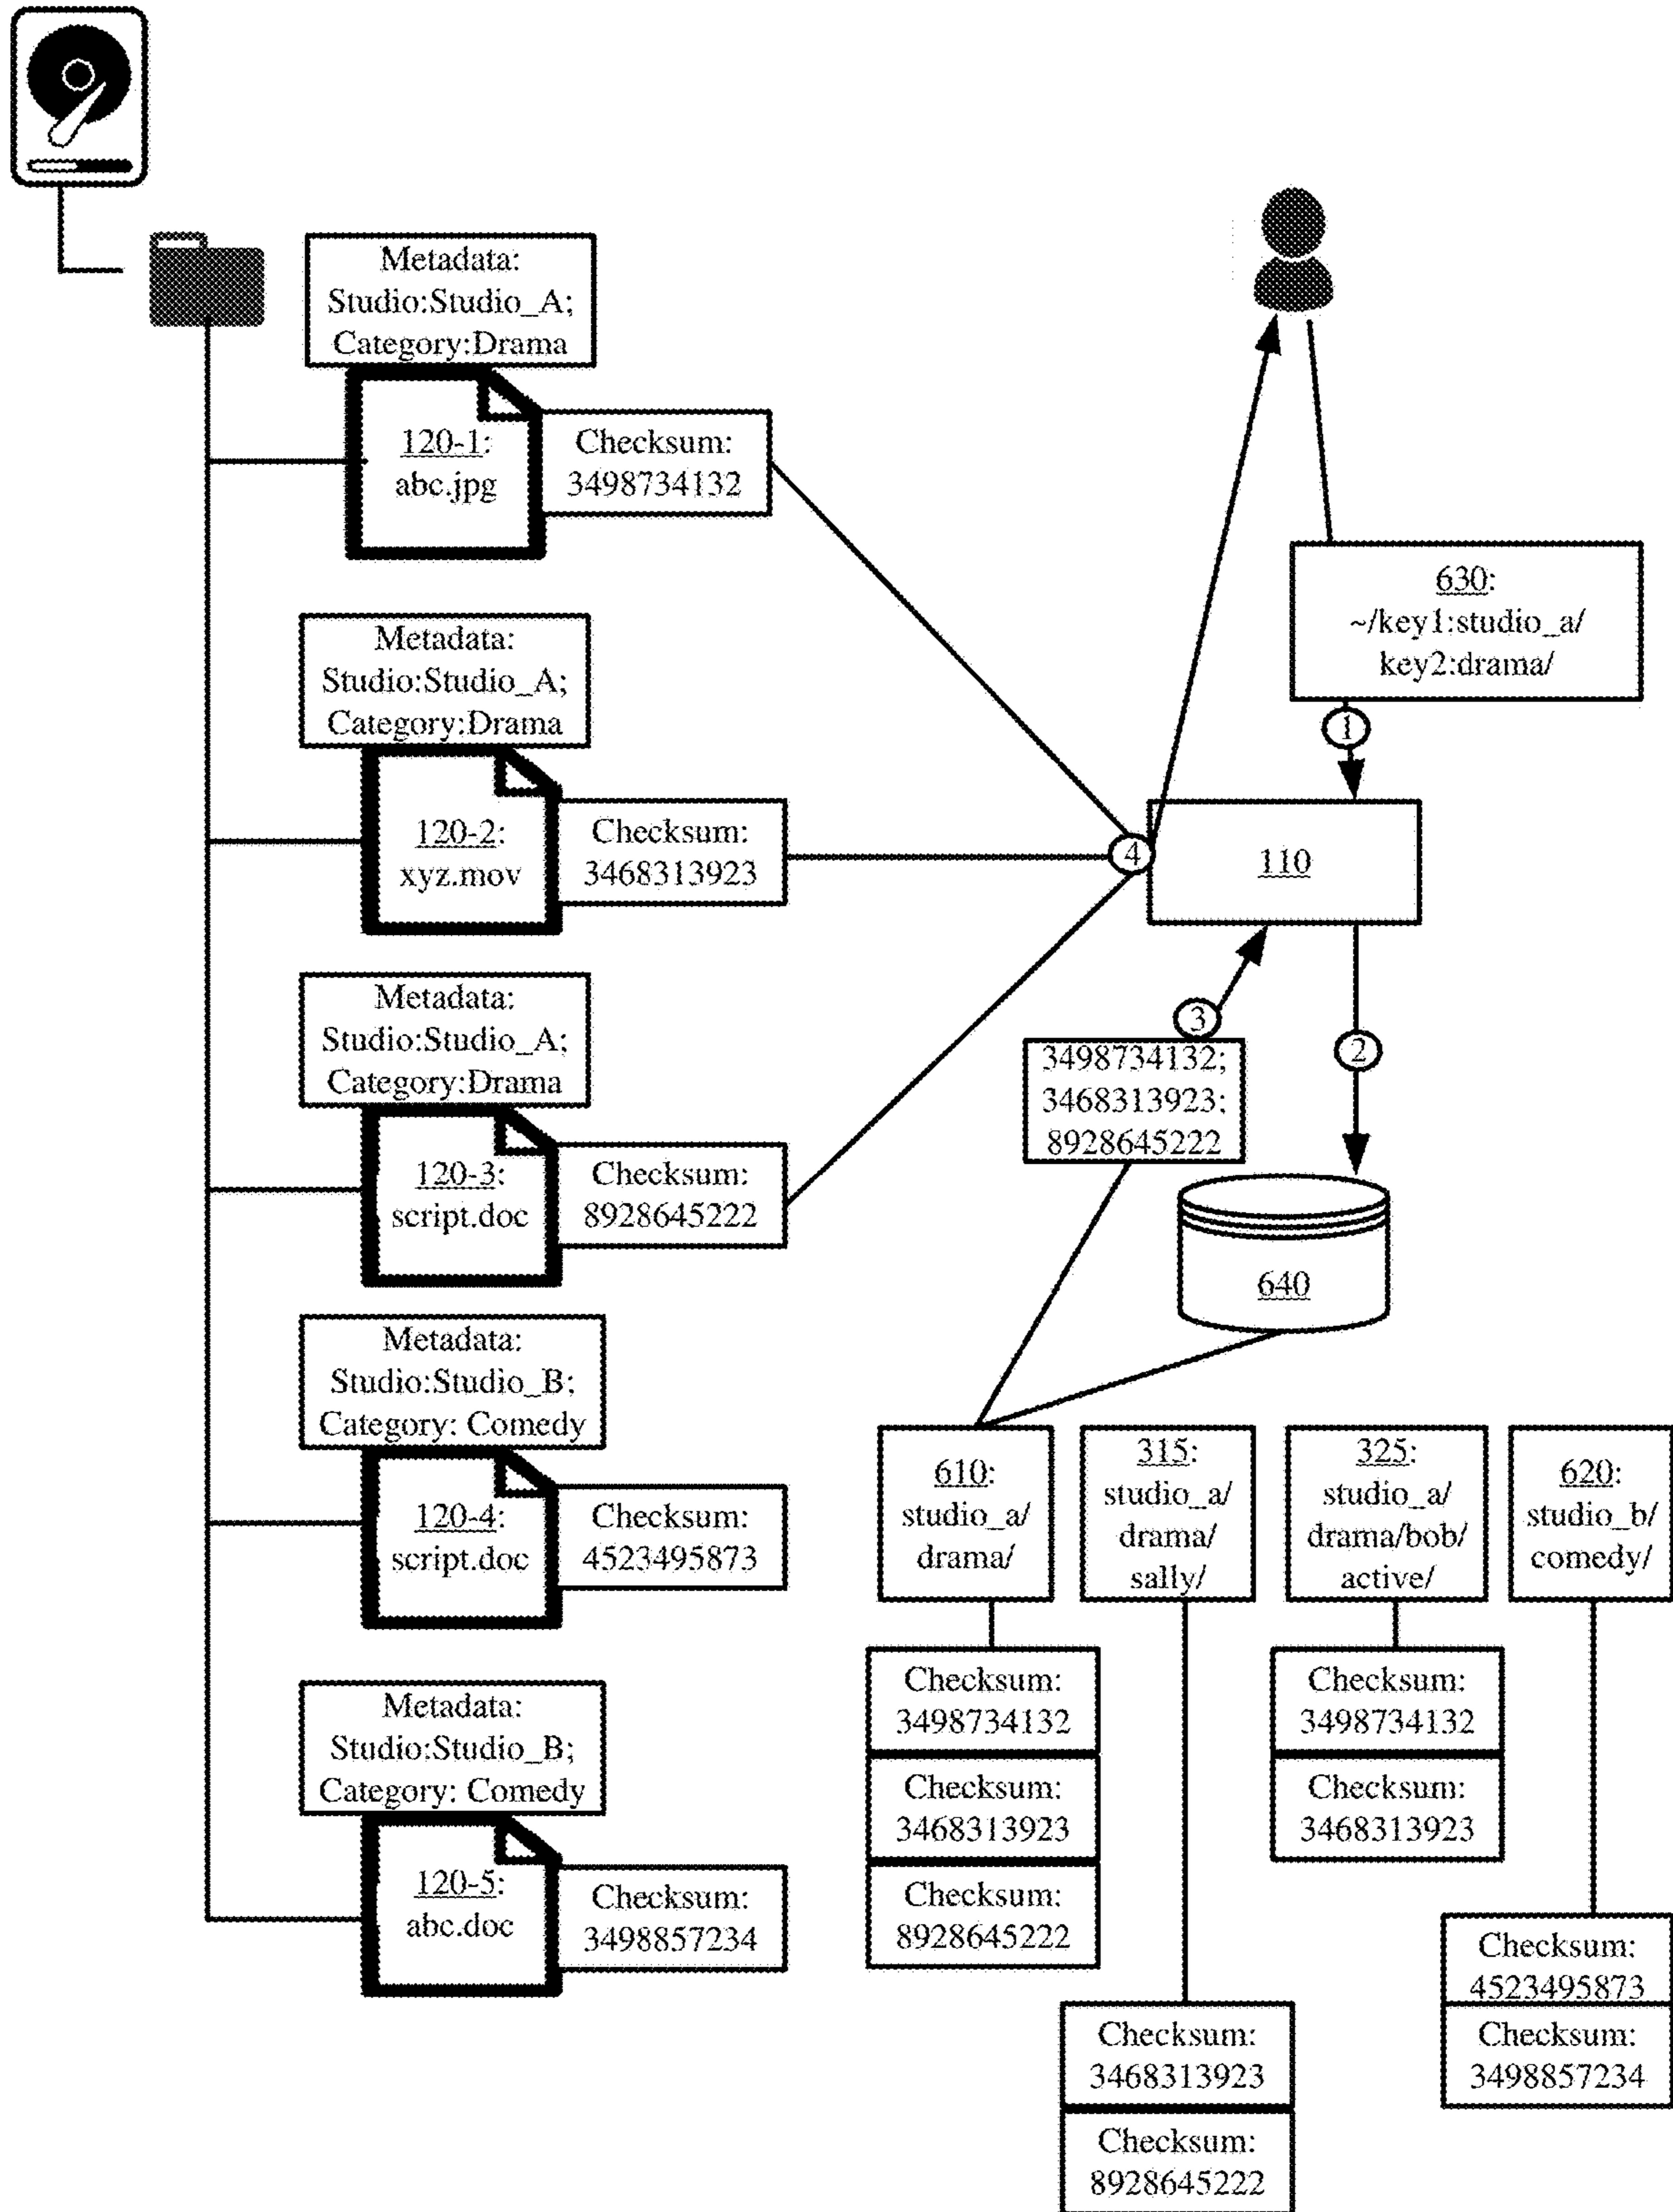 Metadata:
Studio:Studio_A;
Category:Drama
120-1:
abc.jpg
Checksum:
3498734132
630:
~/key1:studio_a/
key2:drama/
1
Metadata:
Studio:Studio_A;
Category:Drama
120-2:
xyz.mov
Checksum:
3468313923
4
110
Metadata:
Studio:Studio_A;
Category:Drama
120-3:
script.doc
Checksum:
8928645222
3
3498734132;
3468313923;
8928645222
2
640
Metadata:
Studio:Studio_B;
Category: Comedy
120-4:
script.doc
Checksum:
4523495873
Metadata:
Studio:Studio_B;
Category: Comedy
120-5:
abc.doc
Checksum:
3498857234
610:
studio_a/
drama/
Checksum:
3498734132
Checksum:
3468313923
Checksum:
8928645222
315:
studio_a/
drama/
sally/
Checksum:
3468313923
Checksum:
8928645222
325:
studio_a/
drama/bob/
active/
Checksum:
3498734132
Checksum:
3468313923
620:
studio_b/
comedy/
Checksum:
4523495873
Checksum:
3498857234